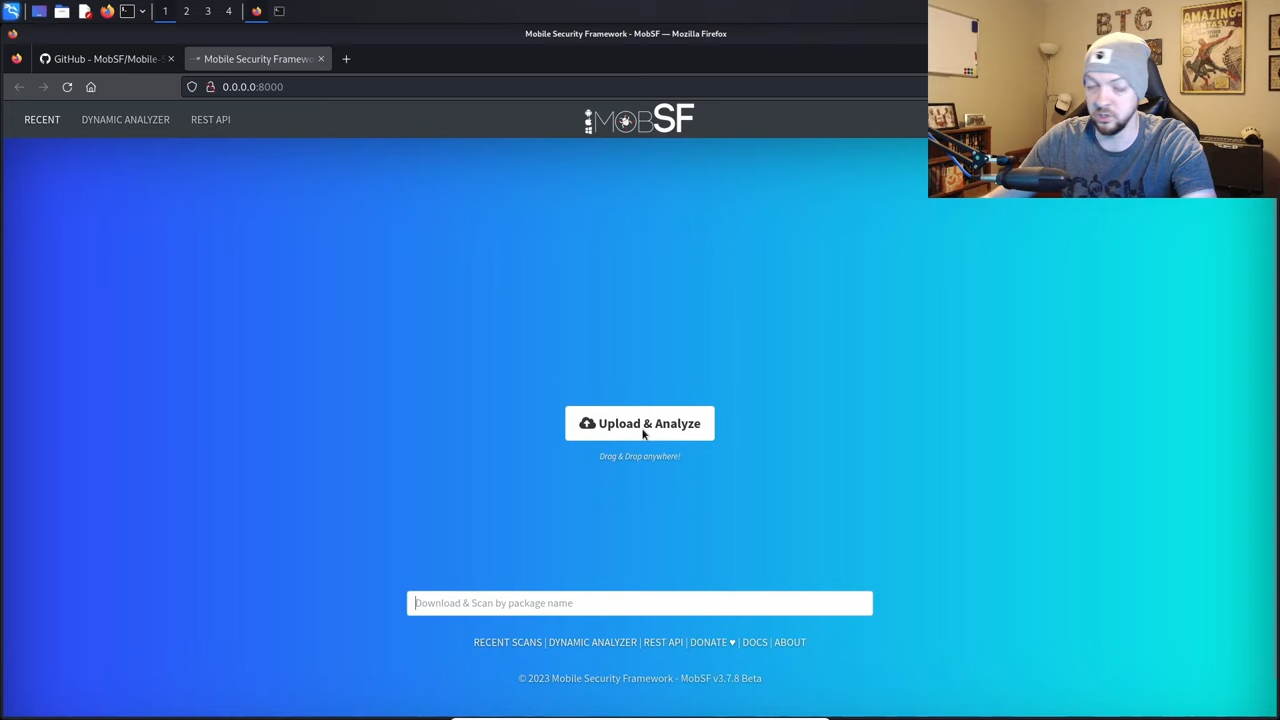 1 2 3 4
Mobile Security Framework - MobSF — Mozilla Firefox
GitHub - MobSF/Mobile-S
Mobile Security Framewo
0.0.0.0:8000
RECENT DYNAMIC ANALYZER REST API
MOBSF
BTC
AMAZING
FANTASY
Upload & Analyze
Drag & Drop anywhere!
Download & Scan by package name
RECENT SCANS | DYNAMIC ANALYZER | REST API | DONATE ♥ | DOCS | ABOUT
© 2023 Mobile Security Framework - MobSF v3.7.8 Beta